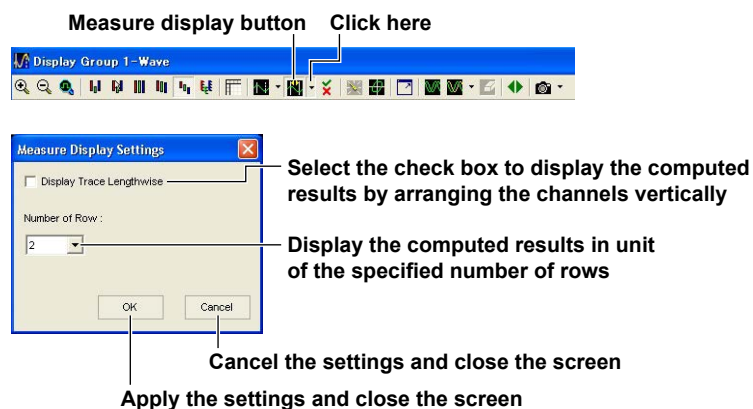 Measure display button Click here
Display Group 1-Wave
Measure Display Settings
Display Trace Lengthwise
Select the check box to display the computed
results by arranging the channels vertically
Number of Row :
2
Display the computed results in unit
of the specified number of rows
OK Cancel
Cancel the settings and close the screen
Apply the settings and close the screen